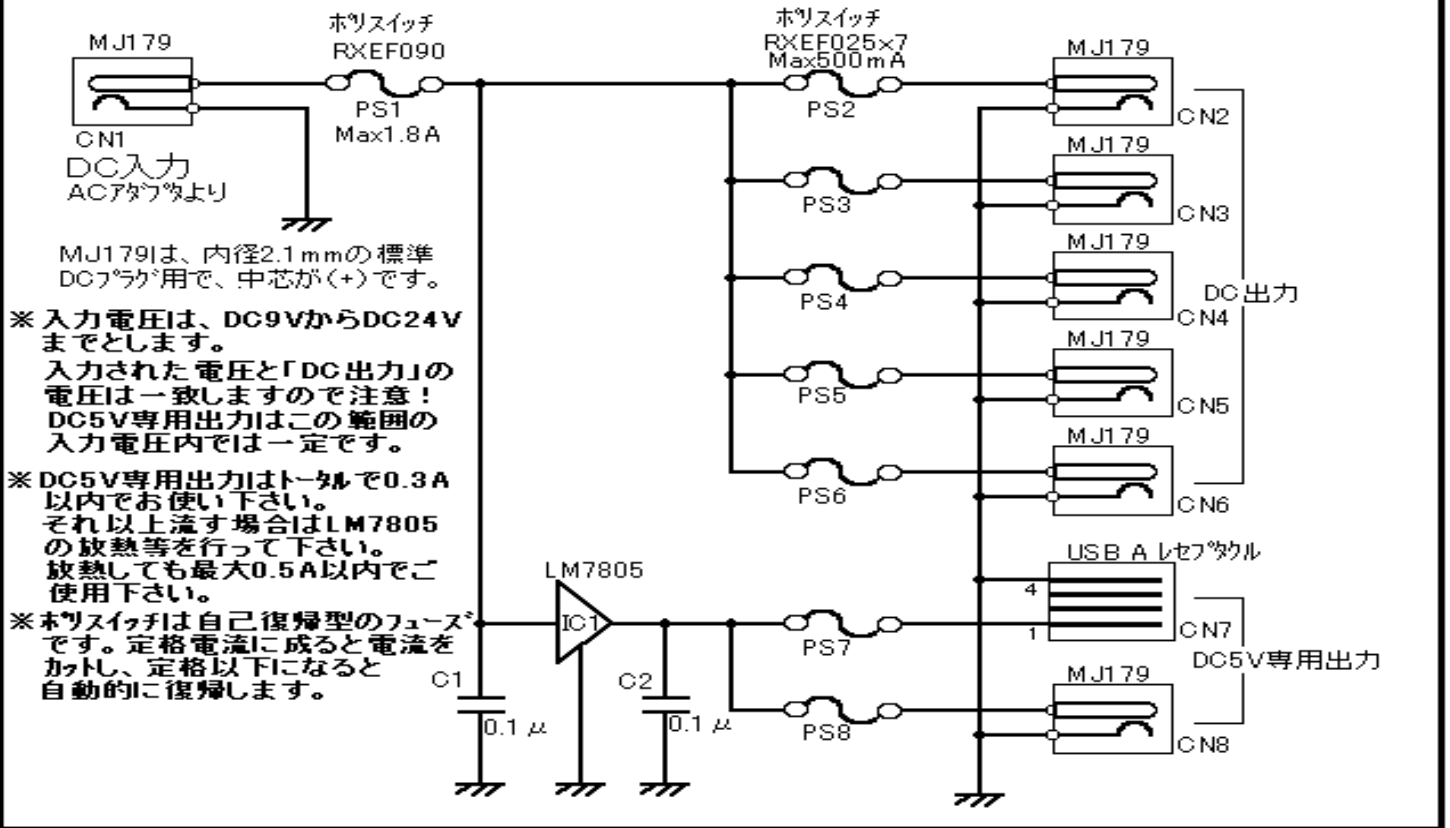 MJ179
CN1
DC入力
ACアダプタより
ポリスイッチ
RXEF090
PS1
Max1.8A
MJ179は、内径2.1mmの標準
DCプラグ用で、中芯が(+)です。
※入力電圧は、DC9VからDC24V
までとします。
入力された電圧と「DC出力」の
電圧は一致しますので注意！
DC5V専用出力はこの範囲の
入力電圧内では一定です。
※DC5V専用出力はトータルで0.3A
以内でお使い下さい。
それ以上流す場合はLM7805
の放熱等を行って下さい。
放熱しても最大0.5A以内でご
使用下さい。
※ポリスイッチは自己復帰型のフューズ
です。定格電流に成ると電流を
カットし、定格以下になると
自動的に復帰します。
C1
0.1μ
LM7805
IC1
C2
0.1μ
ポリスイッチ
RXEF025×7
Max500mA
PS2
PS3
PS4
PS5
PS6
PS7
PS8
MJ179
CN2
MJ179
CN3
MJ179
CN4
MJ179
CN5
MJ179
CN6
DC出力
USB A レセプタクル
4
1
CN7
DC5V専用出力
MJ179
CN8